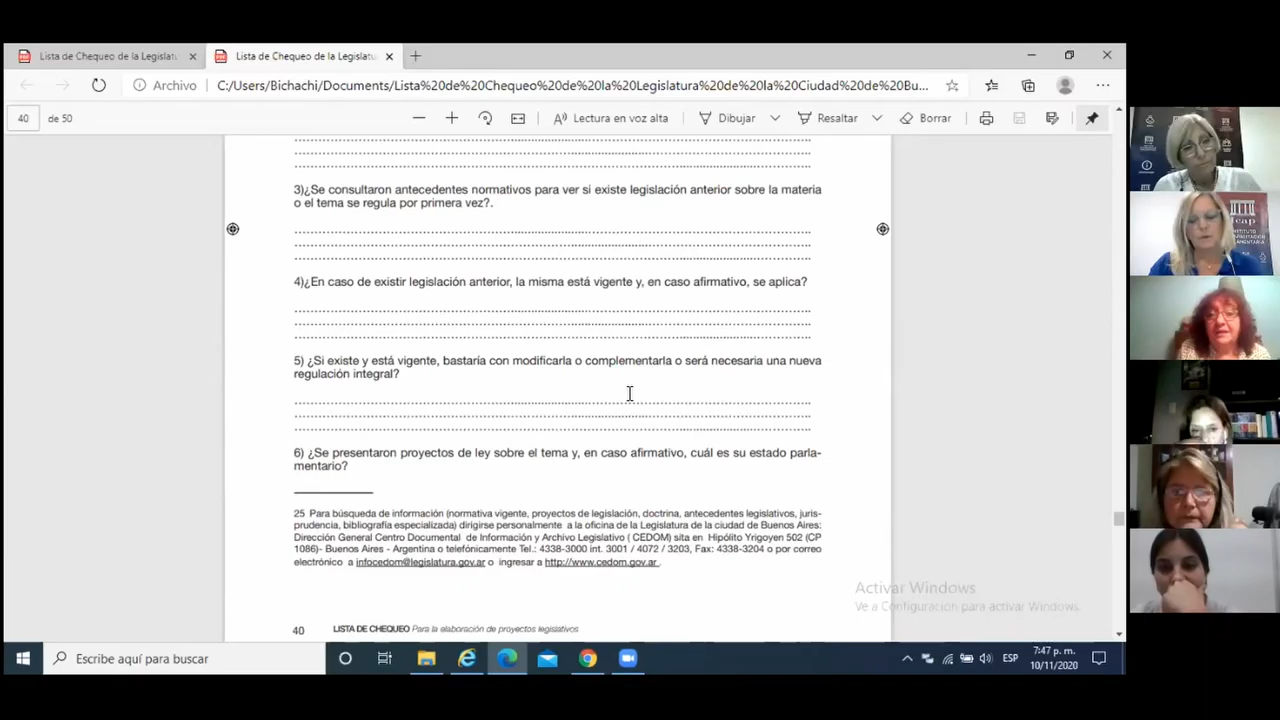 Lista de Chequeo de la Legislatu
Lista de Chequeo de la Legislatu
Archivo
C:/Users/Bichachi/Documents/Lista%20de%20Chequeo%20de%20la%20Legislatura%20de%20la%20Ciudad%20de%20Bu...
40 de 50
Lectura en voz alta
Dibujar
Resaltar
Borrar
3)¿Se consultaron antecedentes normativos para ver si existe legislación anterior sobre la materia
o el tema se regula por primera vez?.
4)¿En caso de existir legislación anterior, la misma está vigente y, en caso afirmativo, se aplica?
5) ¿Si existe y está vigente, bastaría con modificarla o complementarla o será necesaria una nueva
regulación integral?
6) ¿Se presentaron proyectos de ley sobre el tema y, en caso afirmativo, cuál es su estado parla-
mentario?
25 Para búsqueda de información (normativa vigente, proyectos de legislación, doctrina, antecedentes legislativos, juris-
prudencia, bibliografía especializada) dirigirse personalmente a la oficina de la Legislatura de la ciudad de Buenos Aires:
Dirección General Centro Documental de Información y Archivo Legislativo ( CEDOM) sita en Hipólito Yrigoyen 502 (CP
1086)- Buenos Aires - Argentina o telefónicamente Tel.: 4338-3000 int. 3001 / 4072 / 3203, Fax: 4338-3204 o por correo
electrónico a infocedom@legislatura.gov.ar o ingresar a http://www.cedom.gov.ar .
40 LISTA DE CHEQUEO Para la elaboración de proyectos legislativos
Activar Windows
Ve a Configuración para activar Windows.
Escribe aquí para buscar
ESP
7:47 p. m.
10/11/2020